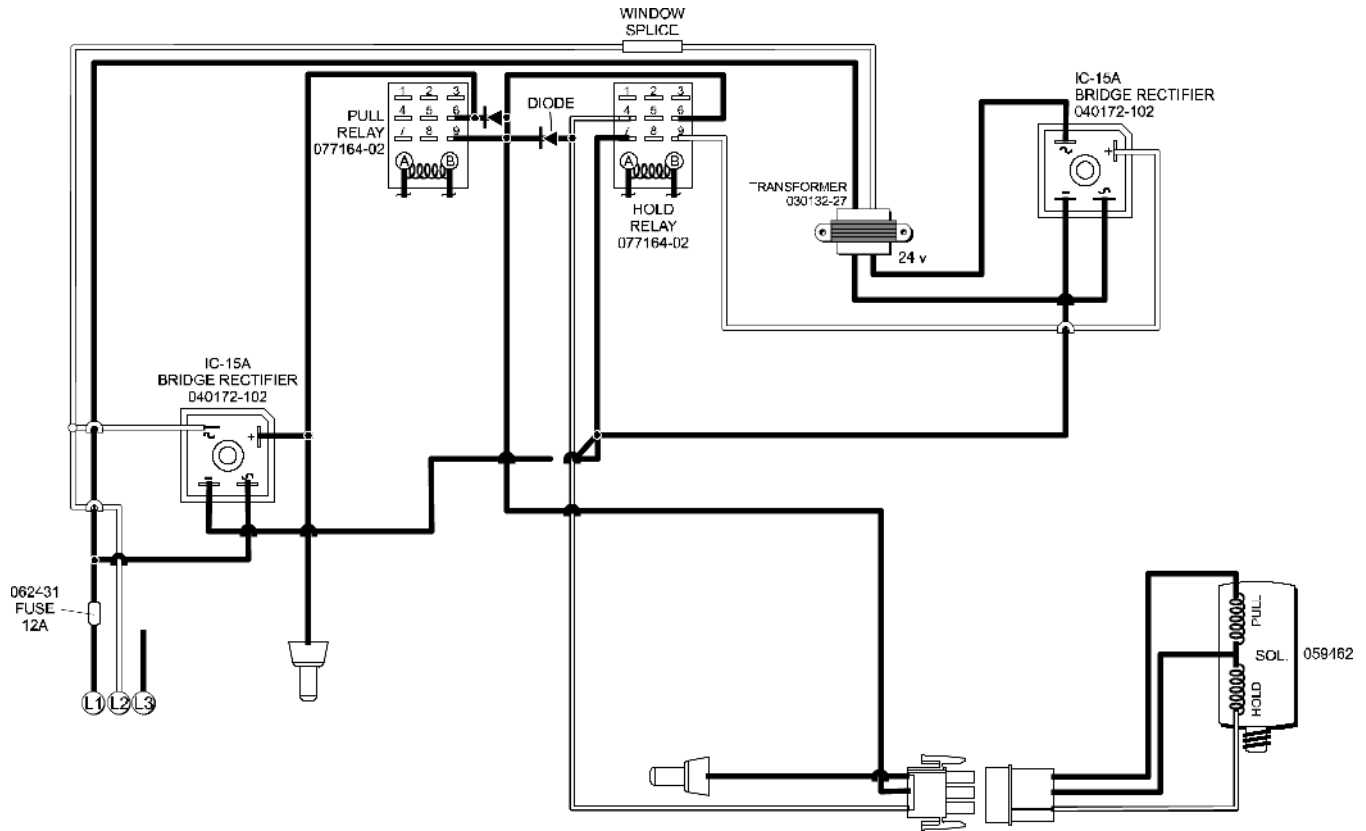 WINDOW
SPLICE
IC-15A
BRIDGE RECTIFIER
040172-102
1 2 3
4 5 6
7 8 9
A B
PULL
RELAY
077164-02
DIODE
1 2 3
4 5 6
7 8 9
A B
HOLD
RELAY
077164-02
TRANSFORMER
030132-27
24 v
~ +
-
IC-15A
BRIDGE RECTIFIER
040172-102
~ +
-
062431
FUSE
12A
L1 L2 L3
PULL
SOL.
HOLD
059462